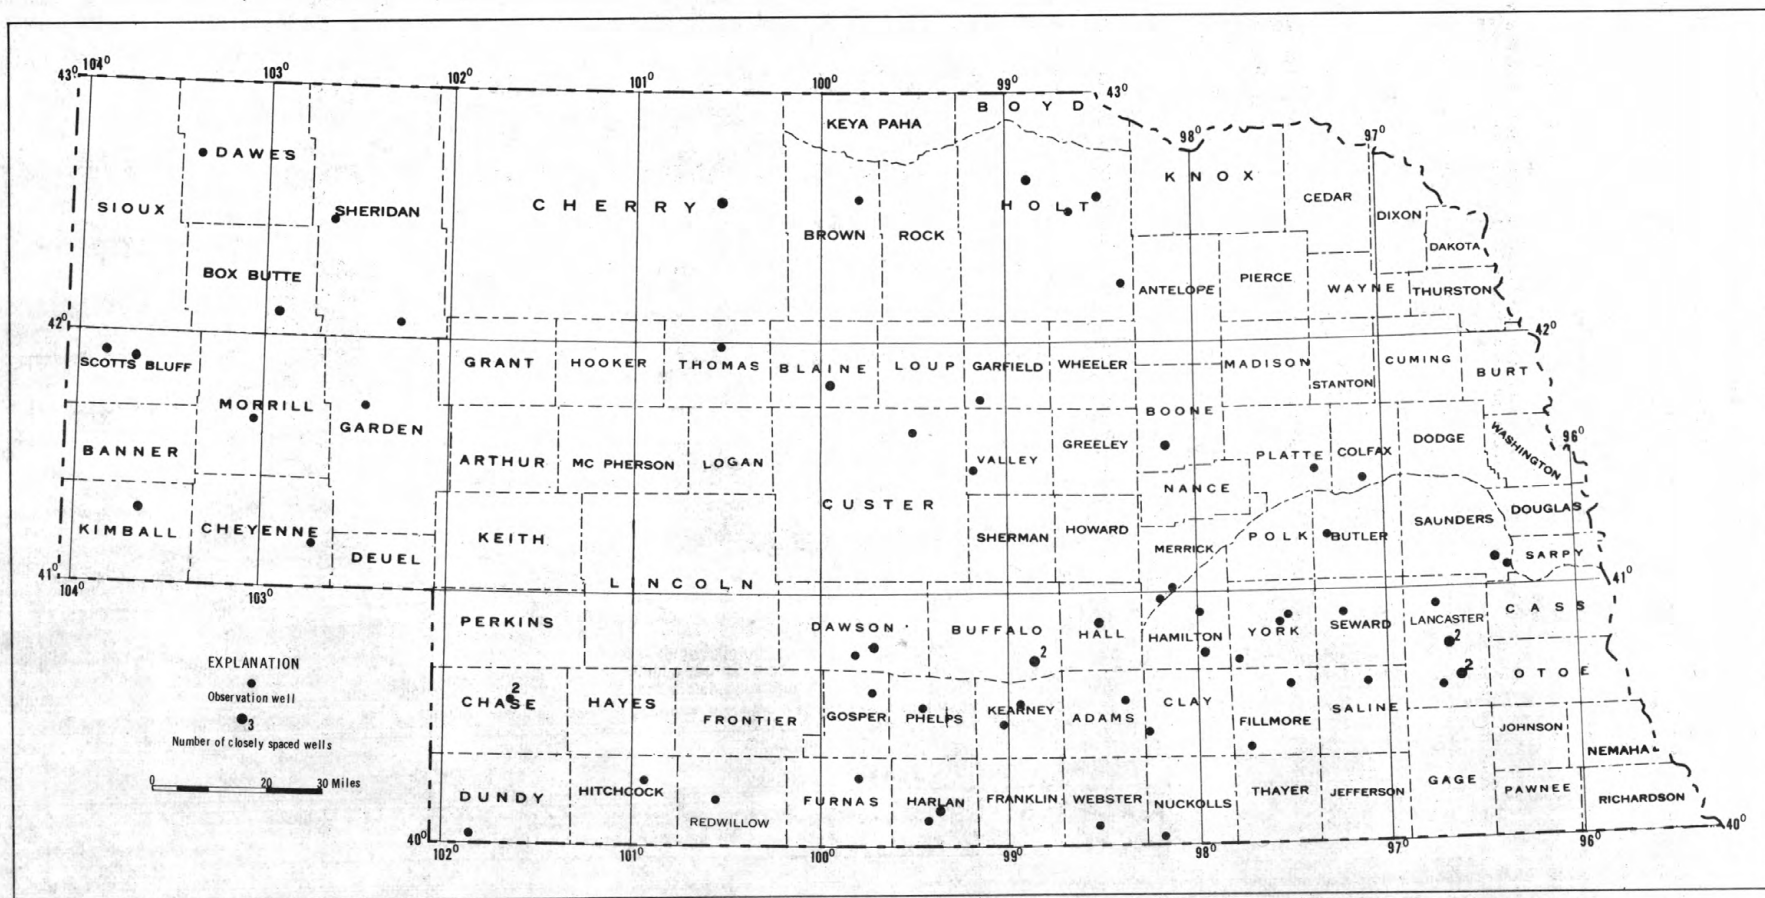 43° 104° 103° 102° 101° 100° 99° 43°
BOYD
KEYA PAHA
98° 97°
DAWES
KNOX
CEDAR
SIOUX SHERIDAN CHERRY HOLT
DIXON
BROWN ROCK
DAKOTA
BOX BUTTE
ANTELOPE PIERCE
WAYNE THURSTON
42° 42°
SCOTTS BLUFF
GRANT HOOKER THOMAS BLAINE LOUP GARFIELD WHEELER MADISON CUMING
STANTON BURT
MORRILL
GARDEN
BOONE
BANNER
ARTHUR MC PHERSON LOGAN
VALLEY GREELEY
PLATTE COLFAX DODGE WASHINGTON 96°
NANCE
CUSTER
KIMBALL CHEYENNE
KEITH
SHERMAN HOWARD
MERRICK POLK BUTLER SAUNDERS DOUGLAS
SARPY
DEUEL
41° 41°
104° 103°
LINCOLN
CASS
PERKINS
DAWSON BUFFALO HALL HAMILTON YORK SEWARD LANCASTER
2
2
2
OTOE
EXPLANATION
Observation well
3
Number of closely spaced wells
0 20 30 Miles
2
CHASE HAYES FRONTIER GOSPER PHELPS KEARNEY ADAMS CLAY FILLMORE SALINE
JOHNSON
NEMAHA
DUNDY HITCHCOCK REDWILLOW FURNAS HARLAN FRANKLIN WEBSTER NUCKOLLS THAYER JEFFERSON GAGE PAWNEE RICHARDSON
40° 40°
102° 101° 100° 99° 98° 97° 96°